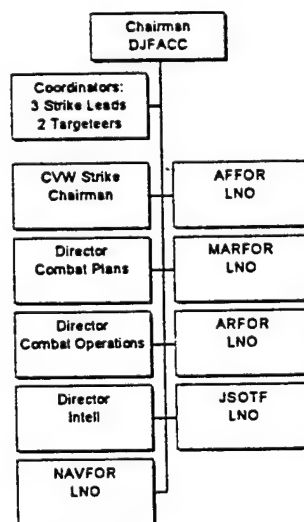 Chairman
DJFACC
Coordinators:
3 Strike Leads
2 Targeteers
CVW Strike
Chairman
AFFOR
LNO
Director
Combat Plans
MARFOR
LNO
Director
Combat Operations
ARFOR
LNO
Director
Intell
JSOTF
LNO
NAVFOR
LNO